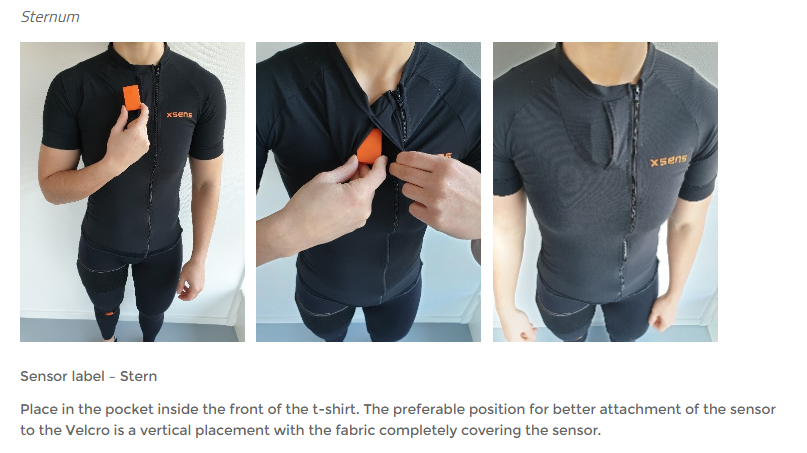 Sternum
xsens
xsens
Sensor label – Stern
Place in the pocket inside the front of the t-shirt. The preferable position for better attachment of the sensor
to the Velcro is a vertical placement with the fabric completely covering the sensor.